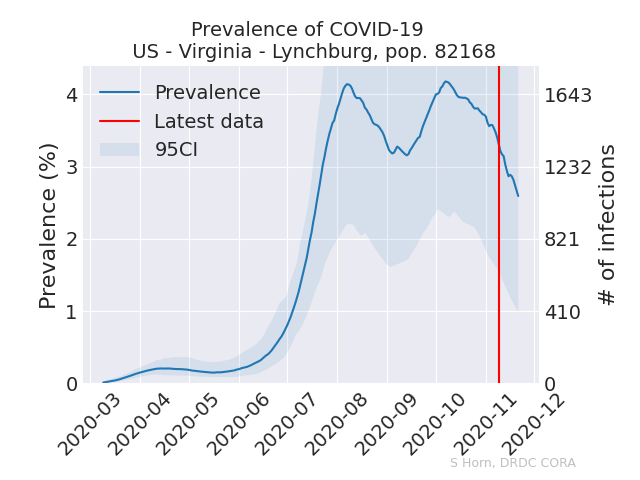 Prevalence of COVID-19
US - Virginia - Lynchburg, pop. 82168
Prevalence
Latest data
95CI
Prevalence (%)
4
3
2
1
0
1643
1232
821
410
0
# of infections
2020-03
2020-04
2020-05
2020-06
2020-07
2020-08
2020-09
2020-10
2020-11
2020-12
S Horn, DRDC CORA